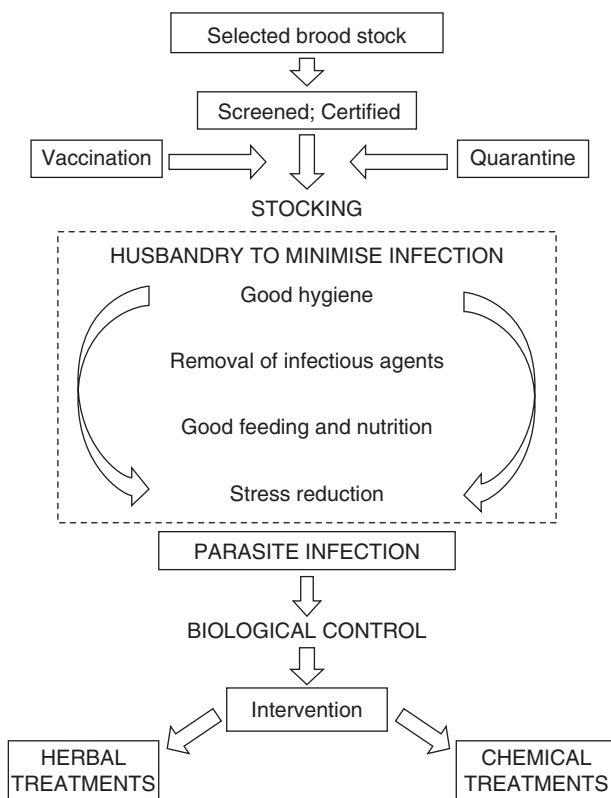 Selected brood stock
Screened; Certified
Vaccination
Quarantine
STOCKING
HUSBANDRY TO MINIMISE INFECTION
Good hygiene
Removal of infectious agents
Good feeding and nutrition
Stress reduction
PARASITE INFECTION
BIOLOGICAL CONTROL
Intervention
HERBAL
TREATMENTS
CHEMICAL
TREATMENTS